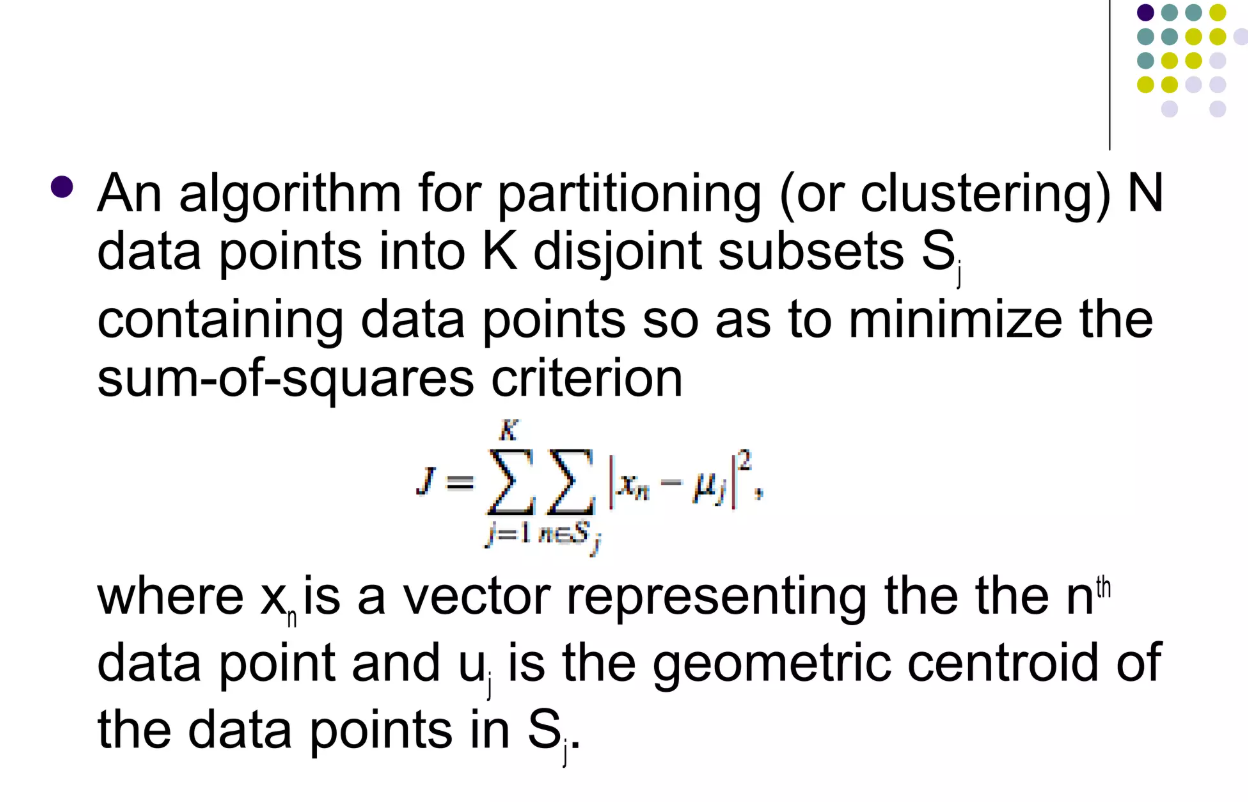 An algorithm for partitioning (or clustering) N
data points into K disjoint subsets Sj
containing data points so as to minimize the
sum-of-squares criterion
J = ∑_{j=1}^{K} ∑_{n∈S_j} |x_n − μ_j|²,
where xn is a vector representing the the nth
data point and uj is the geometric centroid of
the data points in Sj.